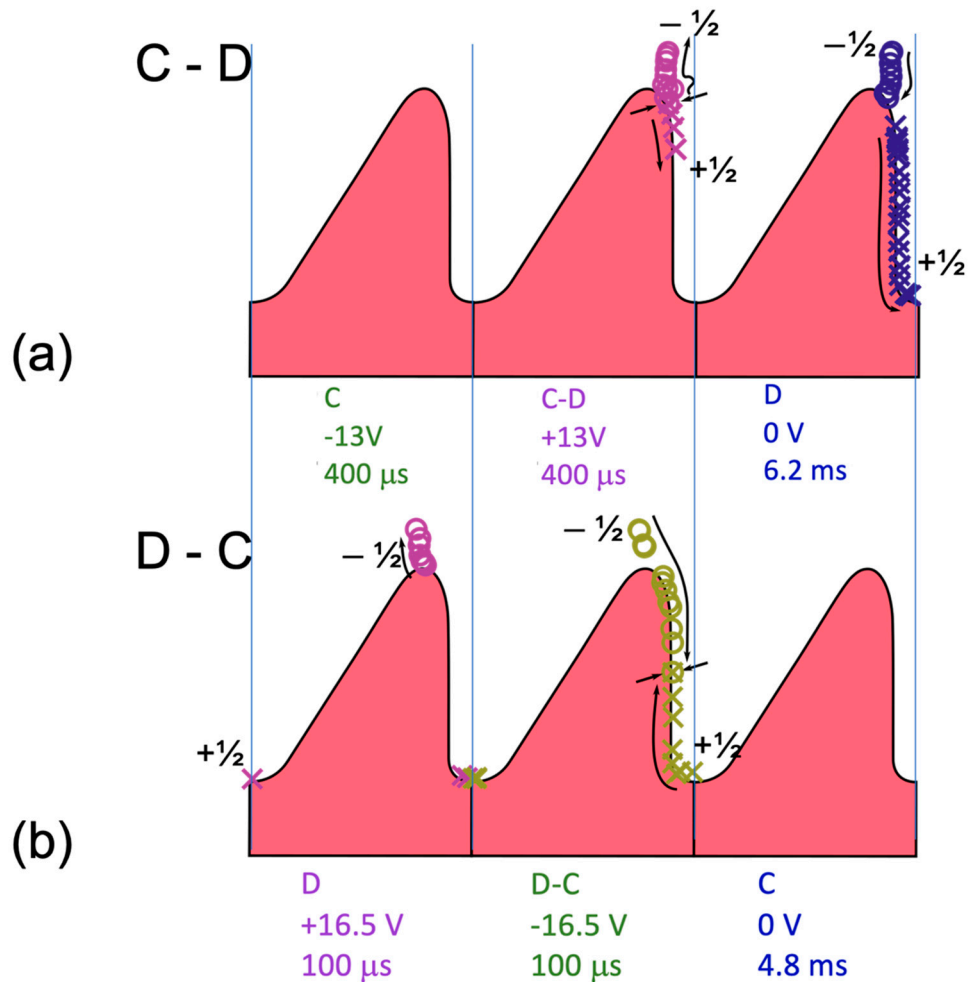 C - D
− ½
+½
− ½
+½
(a)
C
-13V
400 μs
C-D
+13V
400 μs
D
0 V
6.2 ms
D - C
− ½
+½
− ½
+½
(b)
D
+16.5 V
100 μs
D-C
-16.5 V
100 μs
C
0 V
4.8 ms